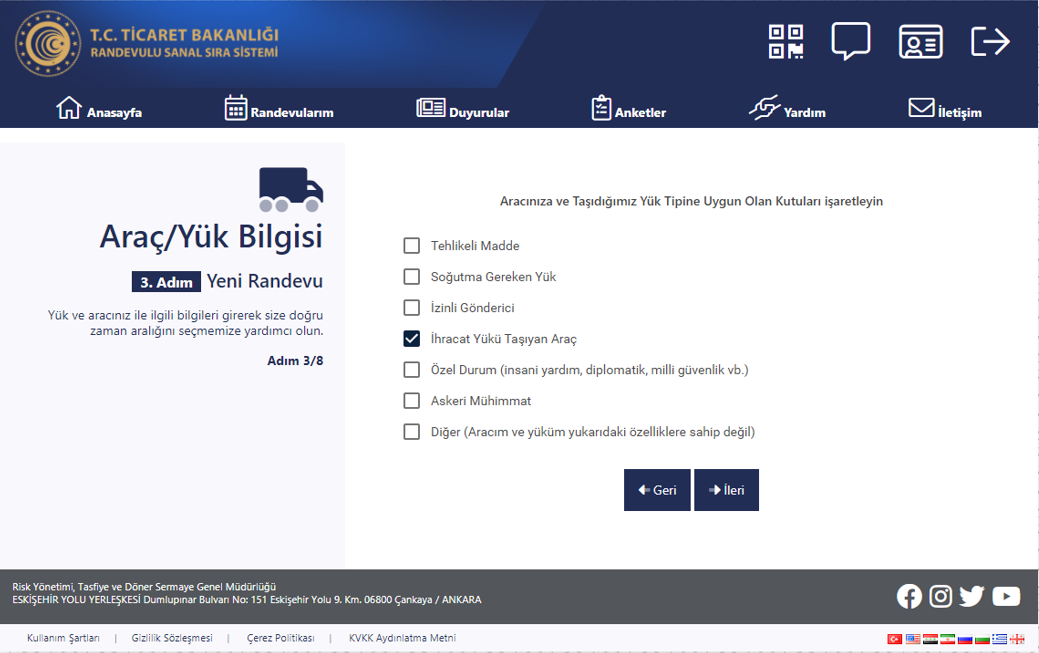 T.C. TİCARET BAKANLIĞI
RANDEVULU SANAL SIRA SİSTEMİ
Anasayfa
Randevularım
Duyurular
Anketler
Yardım
İletişim
Araç/Yük Bilgisi
3. Adım Yeni Randevu
Yük ve aracınız ile ilgili bilgileri girerek size doğru
zaman aralığını seçmemize yardımcı olun.
Adım 3/8
Aracınıza ve Taşıdığımız Yük Tipine Uygun Olan Kutuları işaretleyin
Tehlikeli Madde
Soğutma Gereken Yük
İzinli Gönderici
İhracat Yükü Taşıyan Araç
Özel Durum (insani yardım, diplomatik, milli güvenlik vb.)
Askeri Mühimmat
Diğer (Aracım ve yüküm yukarıdaki özelliklere sahip değil)
Geri
İleri
Risk Yönetimi, Tasfiye ve Döner Sermaye Genel Müdürlüğü
ESKİŞEHİR YOLU YERLEŞKESİ Dumlupınar Bulvarı No: 151 Eskişehir Yolu 9. Km. 06800 Çankaya / ANKARA
Kullanım Şartları | Gizlilik Sözleşmesi | Çerez Politikası | KVKK Aydınlatma Metni